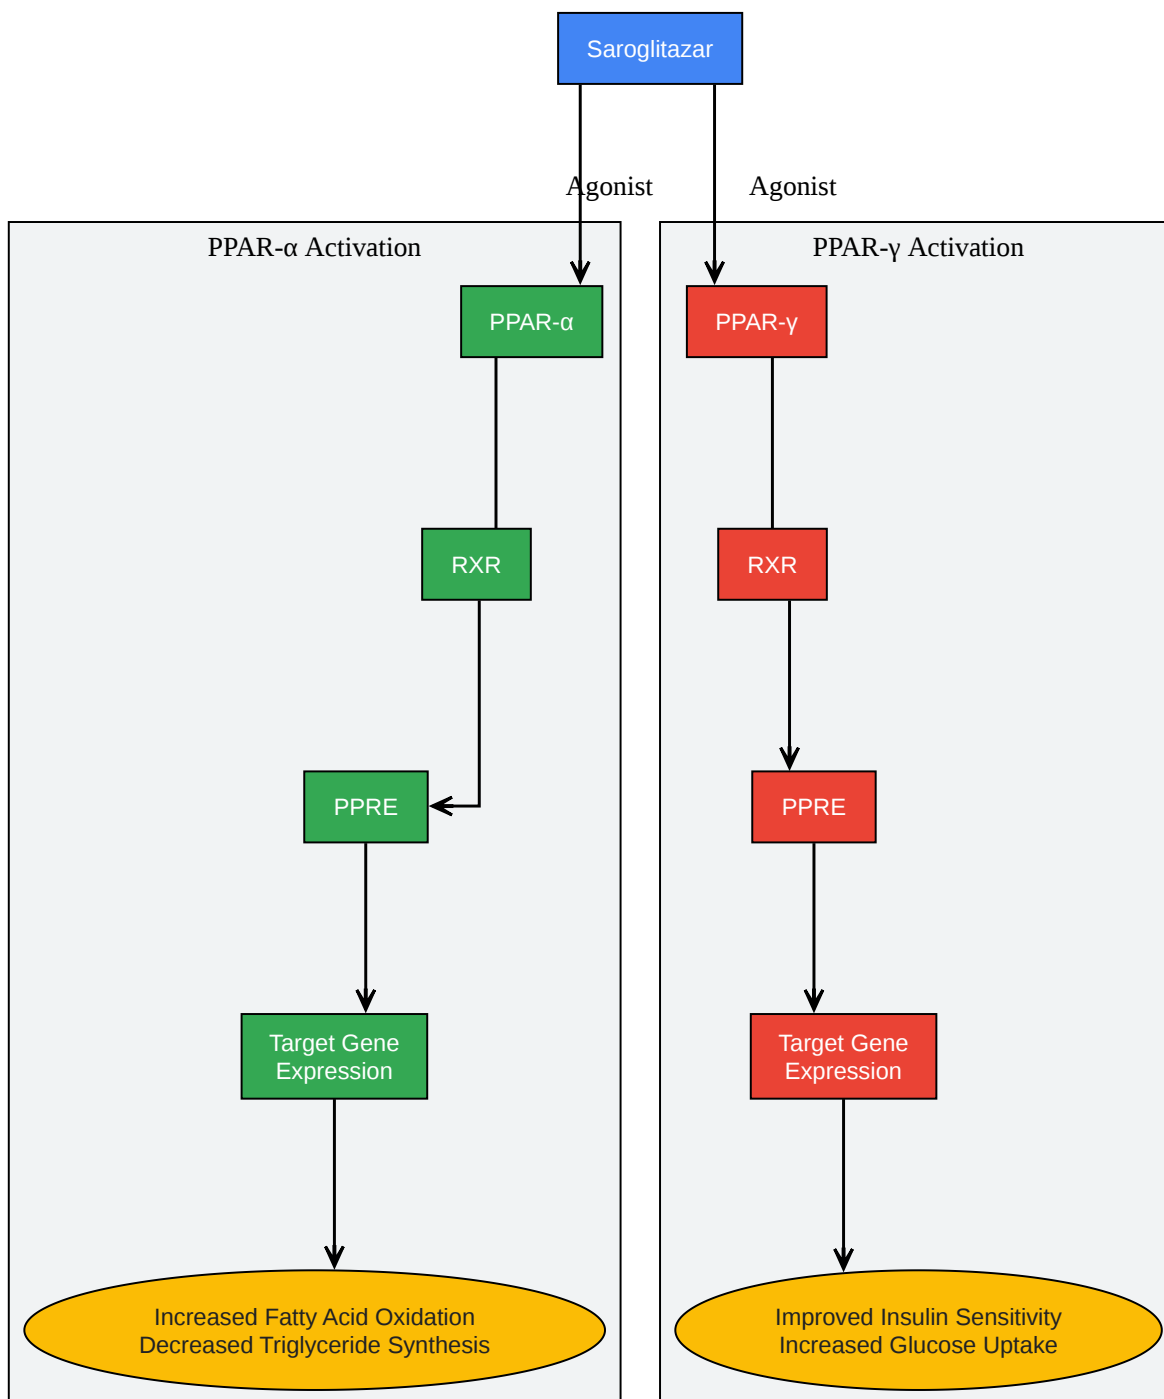 Saroglitazar
Agonist
Agonist
PPAR-α Activation
PPAR-α
RXR
PPRE
Target Gene
Expression
Increased Fatty Acid Oxidation
Decreased Triglyceride Synthesis
PPAR-γ Activation
PPAR-γ
RXR
PPRE
Target Gene
Expression
Improved Insulin Sensitivity
Increased Glucose Uptake